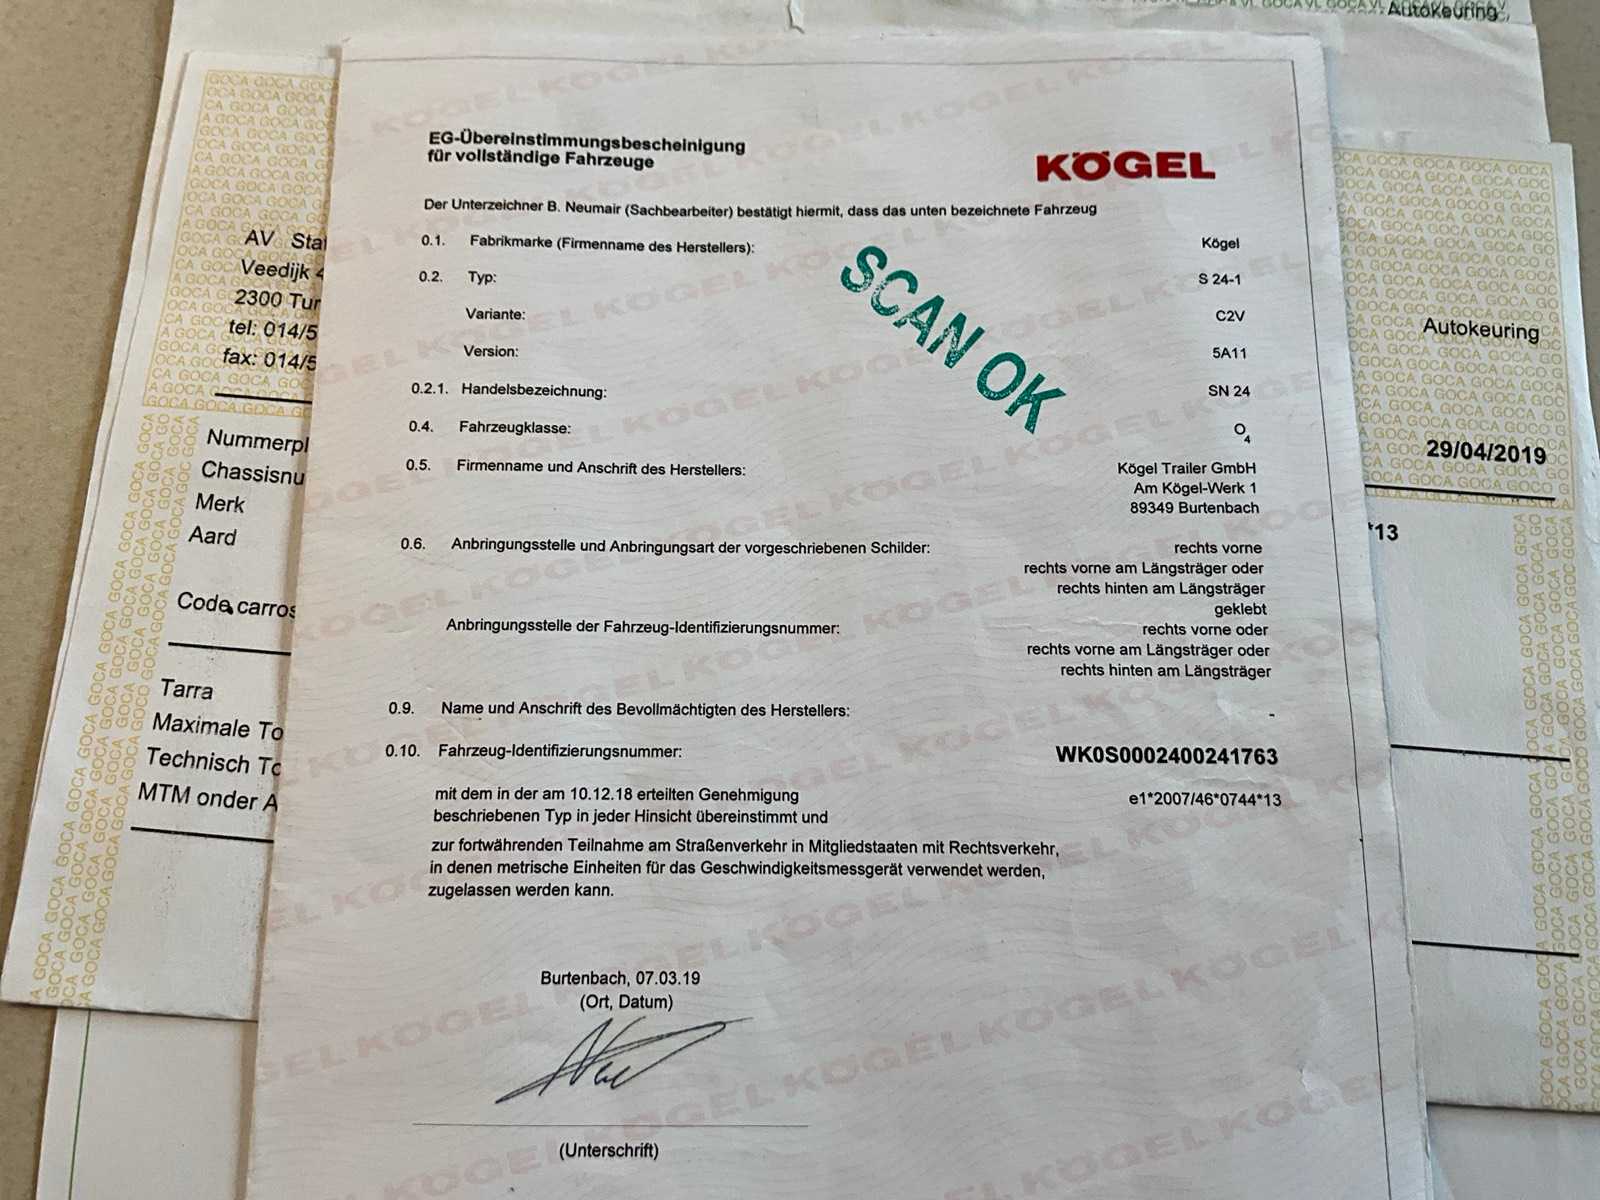 Autokeuring
AV
Veedijk
2300
tel: 014/5
fax: 014/5
Merk
Aard
Code
Tarra
Maximale
Technisch
MTM onder A
EG-Übereinstimmungsbescheinigung
für vollständige Fahrzeuge
KÖGEL
Der Unterzeichner B. Neumair (Sachbearbeiter) bestätigt hiermit, dass das unten bezeichnete Fahrzeug
0.1. Fabrikmarke (Firmenname des Herstellers): Kögel
0.2. Typ: S 24-1
Variante: C2V
Version: 5A11
0.2.1. Handelsbezeichnung: SN 24
0.4. Fahrzeugklasse: O4
0.5. Firmenname und Anschrift des Herstellers: Kögel Trailer GmbH
Am Kögel-Werk 1
89349 Burtenbach
0.6. Anbringungsstelle und Anbringungsart der vorgeschriebenen Schilder: rechts vorne
rechts vorne am Längsträger oder
rechts hinten am Längsträger
geklebt
Anbringungsstelle der Fahrzeug-Identifizierungsnummer: rechts vorne oder
rechts vorne am Längsträger oder
rechts hinten am Längsträger
0.9. Name und Anschrift des Bevollmächtigten des Herstellers: -
0.10. Fahrzeug-Identifizierungsnummer: WK0S0002400241763
mit dem in der am 10.12.18 erteilten Genehmigung e1*2007/46*0744*13
beschriebenen Typ in jeder Hinsicht übereinstimmt und
zur fortwährenden Teilnahme am Straßenverkehr in Mitgliedstaaten mit Rechtsverkehr,
in denen metrische Einheiten für das Geschwindigkeitsmessgerät verwendet werden,
zugelassen werden kann.
Burtenbach, 07.03.19
(Ort, Datum)
(Unterschrift)
SCAN OK
Autokeuring
29/04/2019
*13